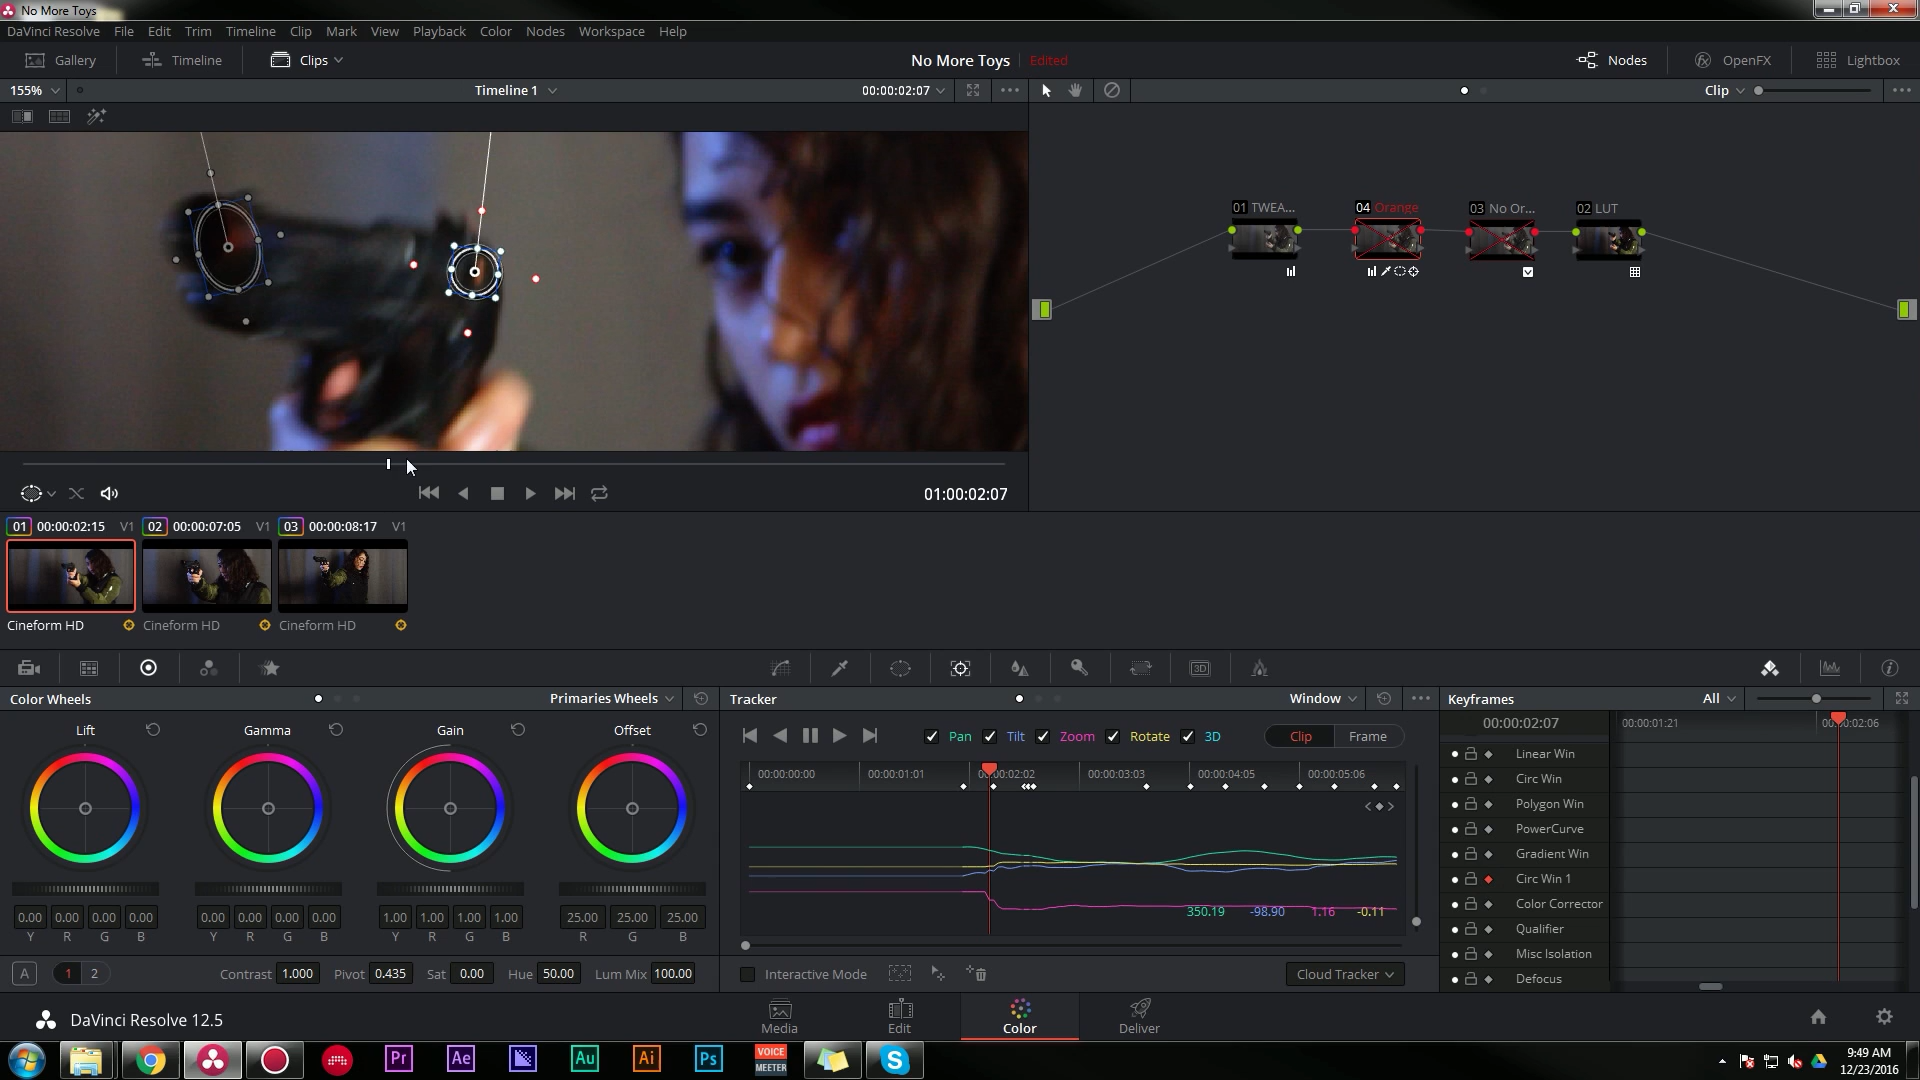 No More Toys
DaVinci Resolve File Edit Trim Timeline Clip Mark View Playback Color Nodes Workspace Help
Gallery Timeline Clips No More Toys Edited Nodes OpenFX Lightbox
155% Timeline 1 00:00:02:07 Clip
01 TWEA... 04 Orange 03 No Or... 02 LUT
01:00:02:07
01 00:00:02:15 V1 02 00:00:07:05 V1 03 00:00:08:17 V1
Cineform HD Cineform HD Cineform HD
3D
Color Wheels Primaries Wheels Tracker Window Keyframes All
Lift Gamma Gain Offset
Pan Tilt Zoom Rotate 3D Clip Frame
00:00:02:07 00:00:01:21 00:00:02:06
00:00:00:00 00:00:01:01 00:00:02:02 00:00:03:03 00:00:04:05 00:00:05:06
Linear Win
Circ Win
Polygon Win
PowerCurve
Gradient Win
Circ Win 1
Color Corrector
Qualifier
Misc Isolation
Defocus
350.19 -98.90 1.16 -0.11
0.00 0.00 0.00 0.00 0.00 0.00 0.00 0.00 1.00 1.00 1.00 1.00 25.00 25.00 25.00
Y R G B Y R G B Y R G B R G B
A 1 2 Contrast 1.000 Pivot 0.435 Sat 0.00 Hue 50.00 Lum Mix 100.00
Interactive Mode Cloud Tracker
DaVinci Resolve 12.5 Media Edit Color Deliver
Pr Ae Au Ai Ps VOICE MEETER S
9:49 AM
12/23/2016